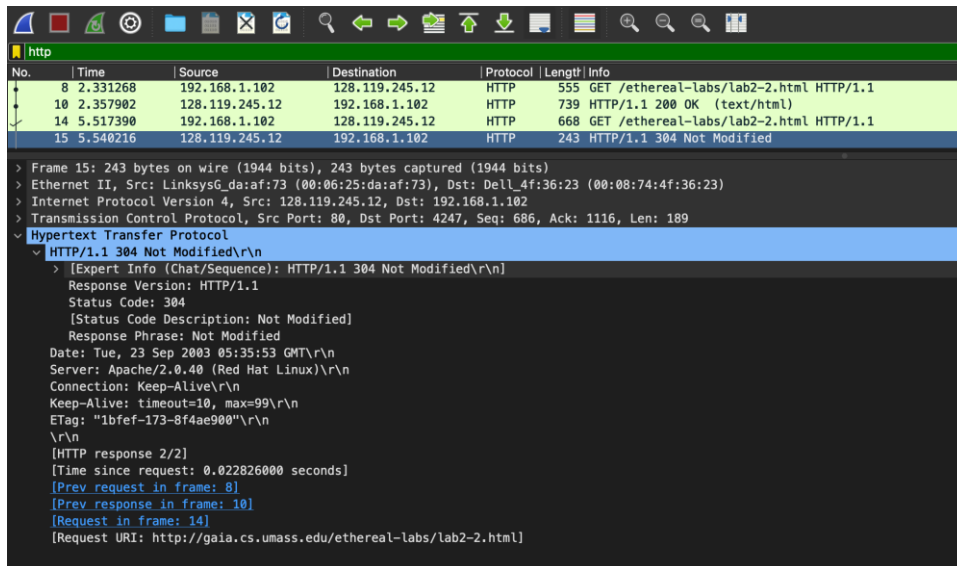 http
No. Time Source Destination Protocol Length Info
8 2.331268 192.168.1.102 128.119.245.12 HTTP 555 GET /ethereal-labs/lab2-2.html HTTP/1.1
10 2.357902 128.119.245.12 192.168.1.102 HTTP 739 HTTP/1.1 200 OK (text/html)
14 5.517390 192.168.1.102 128.119.245.12 HTTP 668 GET /ethereal-labs/lab2-2.html HTTP/1.1
15 5.540216 128.119.245.12 192.168.1.102 HTTP 243 HTTP/1.1 304 Not Modified
> Frame 15: 243 bytes on wire (1944 bits), 243 bytes captured (1944 bits)
> Ethernet II, Src: LinksysG_da:af:73 (00:06:25:da:af:73), Dst: Dell_4f:36:23 (00:08:74:4f:36:23)
> Internet Protocol Version 4, Src: 128.119.245.12, Dst: 192.168.1.102
> Transmission Control Protocol, Src Port: 80, Dst Port: 4247, Seq: 686, Ack: 1116, Len: 189
Hypertext Transfer Protocol
HTTP/1.1 304 Not Modified\r\n
> [Expert Info (Chat/Sequence): HTTP/1.1 304 Not Modified\r\n]
Response Version: HTTP/1.1
Status Code: 304
[Status Code Description: Not Modified]
Response Phrase: Not Modified
Date: Tue, 23 Sep 2003 05:35:53 GMT\r\n
Server: Apache/2.0.40 (Red Hat Linux)\r\n
Connection: Keep-Alive\r\n
Keep-Alive: timeout=10, max=99\r\n
ETag: "1bfef-173-8f4ae900"\r\n
\r\n
[HTTP response 2/2]
[Time since request: 0.022826000 seconds]
[Prev request in frame: 8]
[Prev response in frame: 10]
[Request in frame: 14]
[Request URI: http://gaia.cs.umass.edu/ethereal-labs/lab2-2.html]